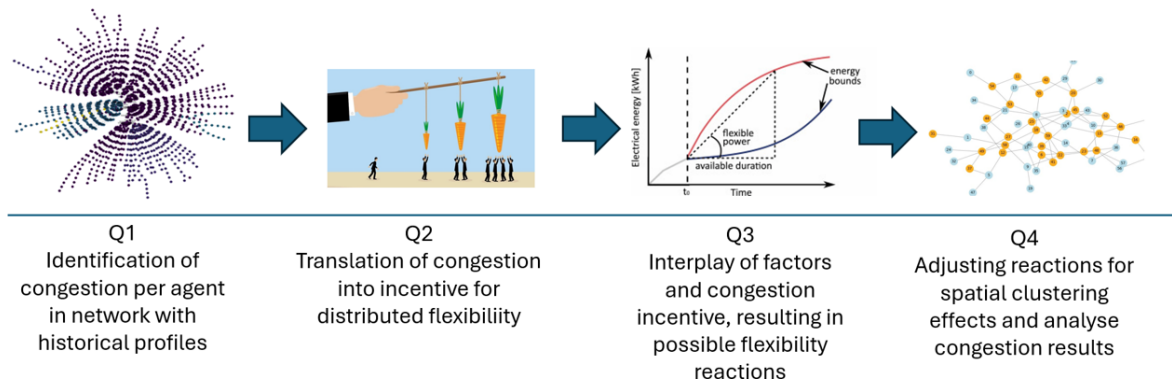 Electrical energy [kWh]
energy
bounds
flexible
power
available duration
t₀
Time
Q1
Identification of
congestion per agent
in network with
historical profiles
Q2
Translation of congestion
into incentive for
distributed flexibiliity
Q3
Interplay of factors
and congestion
incentive, resulting in
possible flexibility
reactions
Q4
Adjusting reactions for
spatial clustering
effects and analyse
congestion results